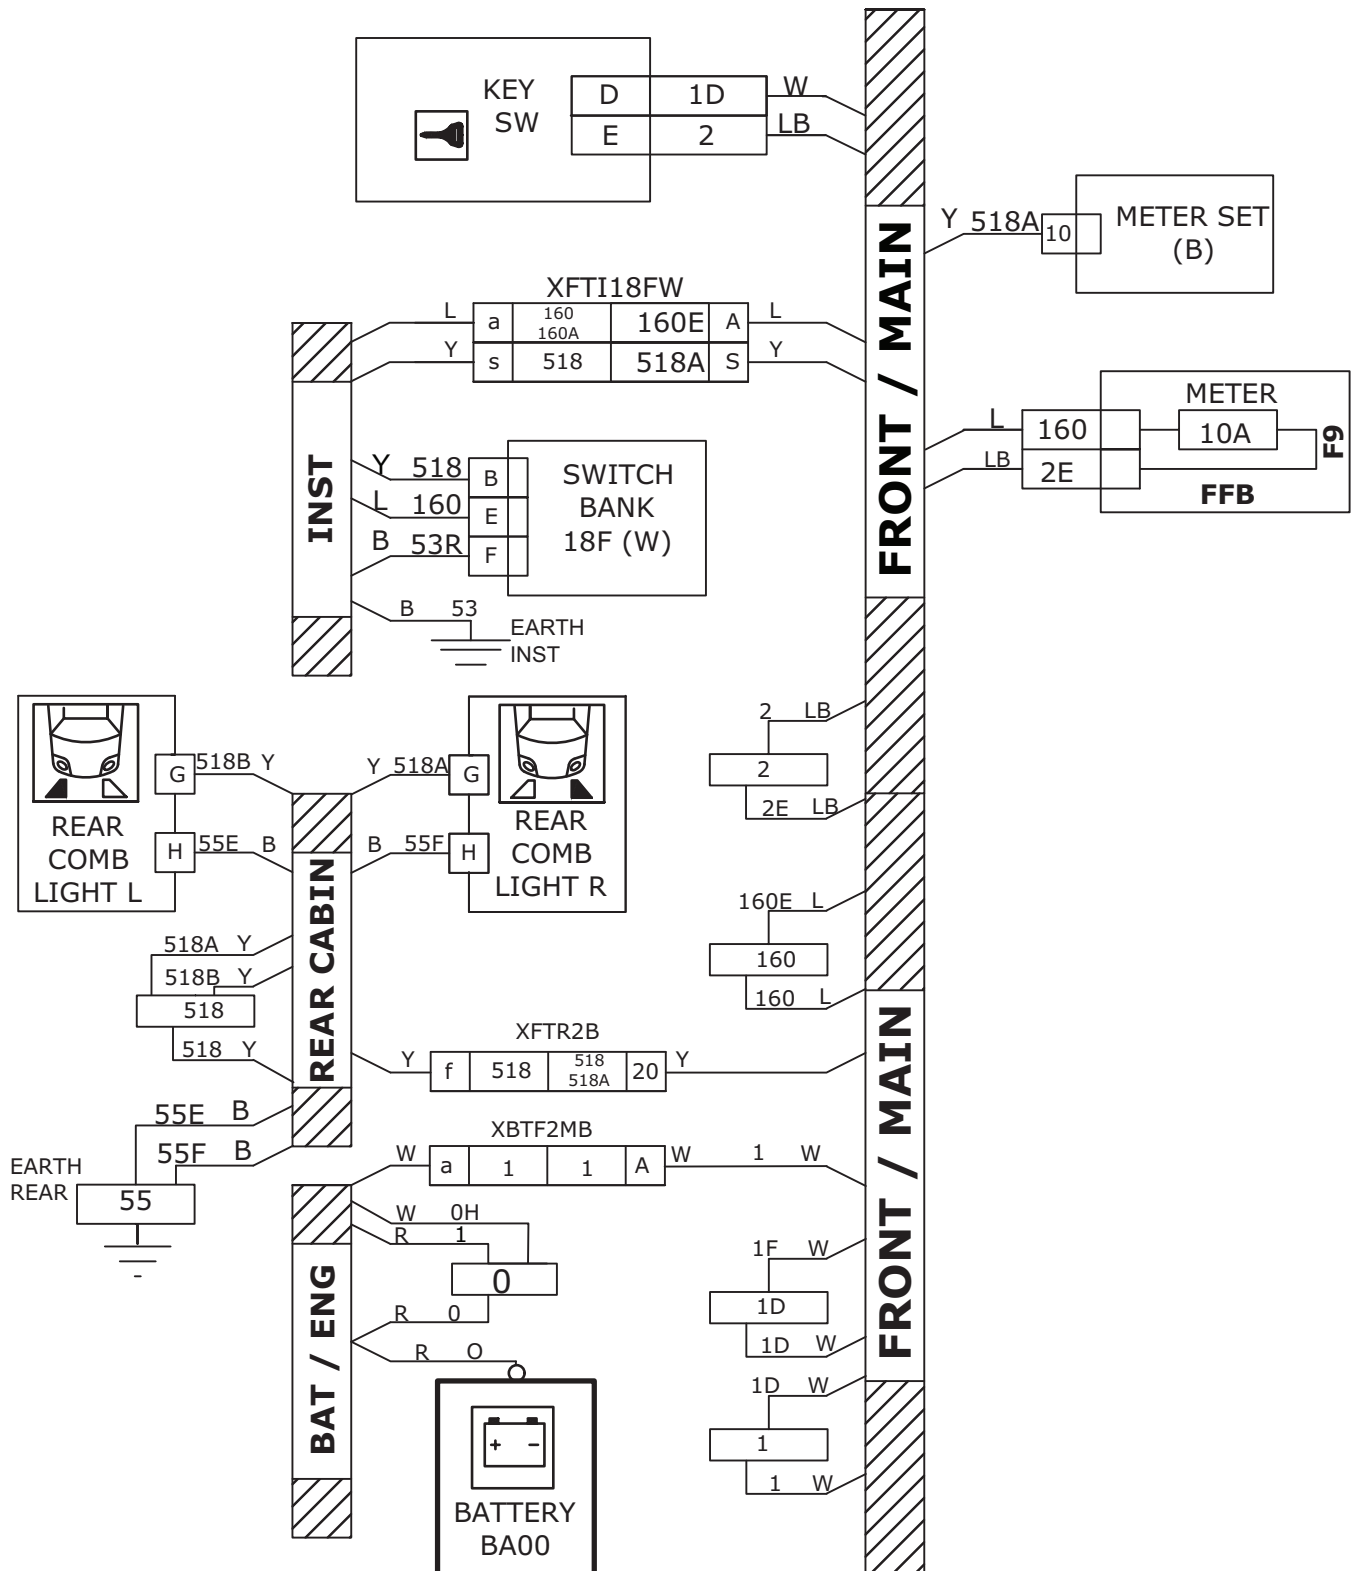 KEY
SW
D 1D W
E 2 LB
Y 518A 10
METER SET
(B)
XFTI18FW
L a 160 160A 160E A L
Y s 518 518A S Y
FRONT / MAIN
METER
L 160 10A F9
LB 2E
FFB
INST
Y 518 B
L 160 E
B 53R F
SWITCH
BANK
18F (W)
B 53
EARTH
INST
G 518B Y
H 55E B
REAR
COMB
LIGHT L
Y 518A G
B 55F H
REAR
COMB
LIGHT R
2 LB
2
2E LB
REAR CABIN
518A Y
518B Y
518
518 Y
160E L
160
160 L
XFTR2B
Y f 518 518 518A 20 Y
55E B
55F B
EARTH
REAR
55
XBTF2MB
W a 1 1 A W 1 W
FRONT / MAIN
BAT / ENG
W 0H
R 1
0
R 0
R O
1F W
1D
1D W
1D W
1
1 W
+ −
BATTERY
BA00